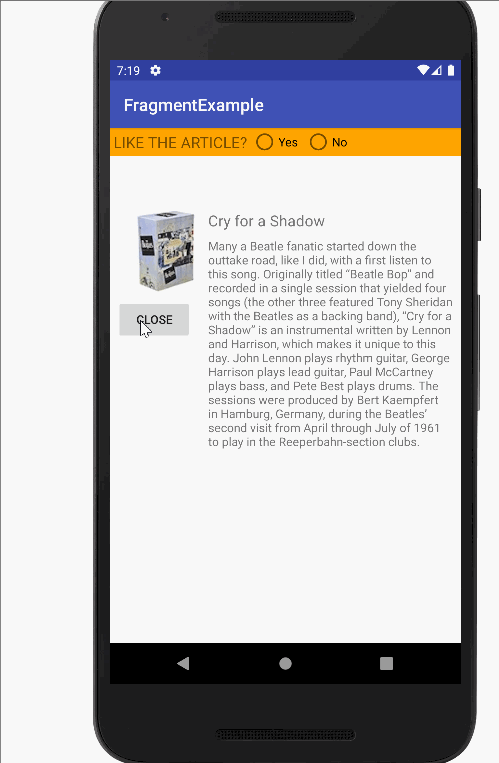 7:19
FragmentExample
LIKE THE ARTICLE? Yes No
Cry for a Shadow
Many a Beatle fanatic started down the
outtake road, like I did, with a first listen to
this song. Originally titled “Beatle Bop” and
recorded in a single session that yielded four
songs (the other three featured Tony Sheridan
with the Beatles as a backing band), “Cry for a
Shadow” is an instrumental written by Lennon
and Harrison, which makes it unique to this
day. John Lennon plays rhythm guitar, George
Harrison plays lead guitar, Paul McCartney
plays bass, and Pete Best plays drums. The
sessions were produced by Bert Kaempfert
in Hamburg, Germany, during the Beatles’
second visit from April through July of 1961
to play in the Reeperbahn-section clubs.
CLOSE